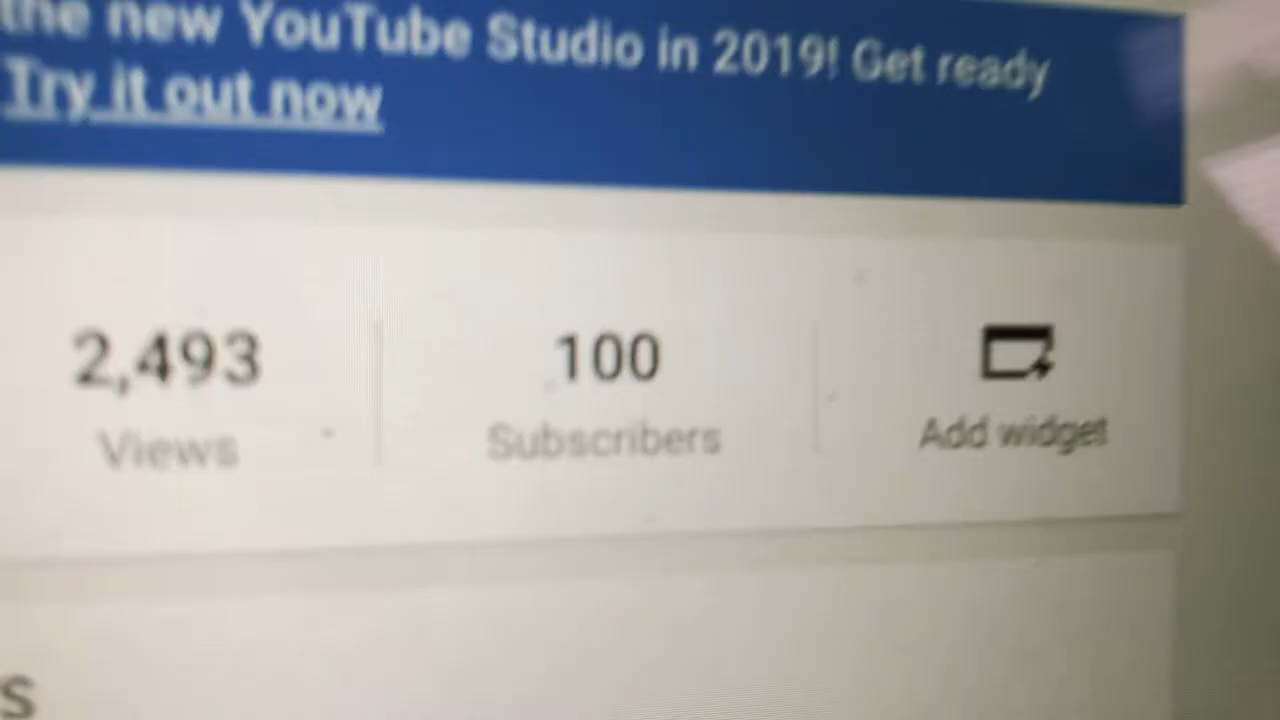 the new YouTube Studio in 2019! Get ready
Try it out now
2,493
Views
100
Subscribers
Add widget
s